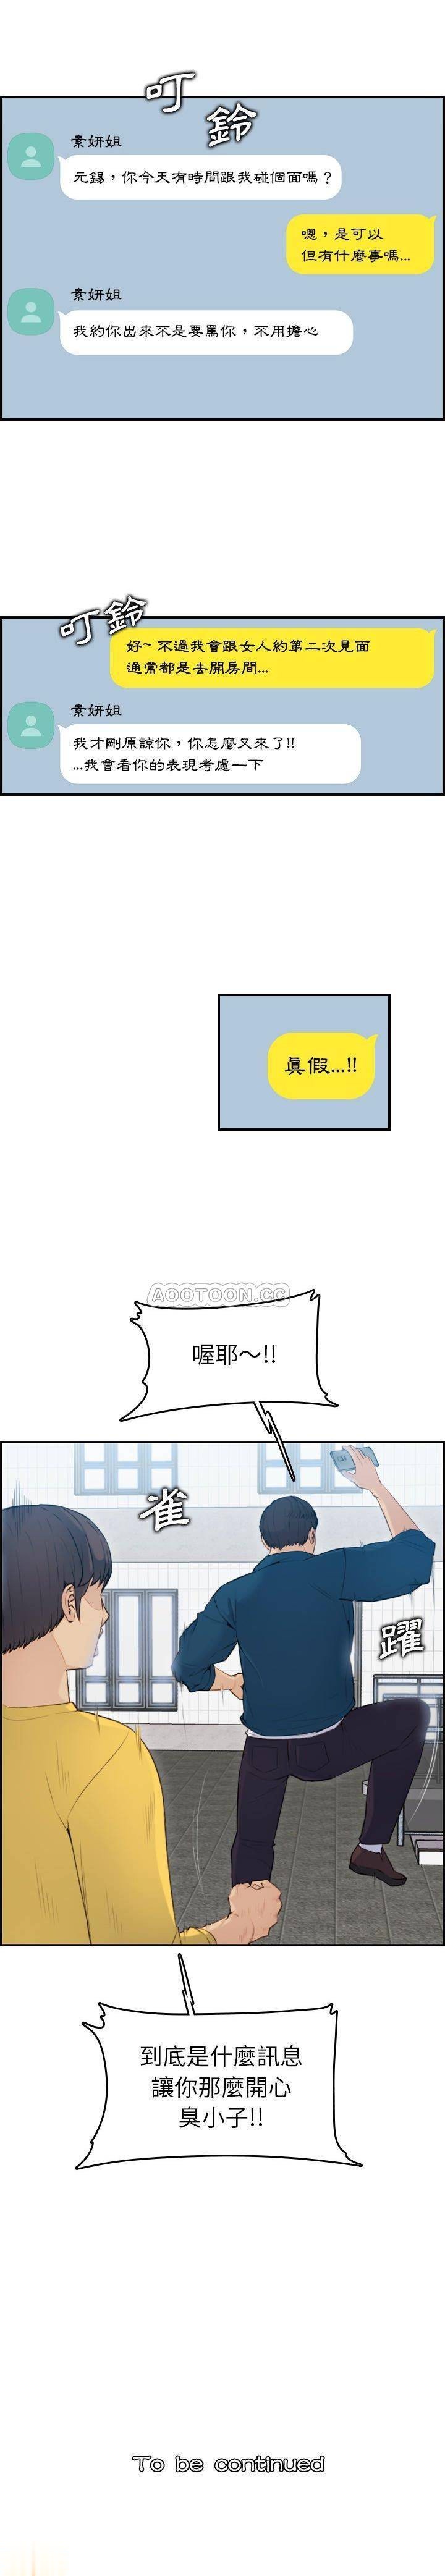 叮鈴
素妍姐
元錫，你今天有時間跟我碰個面嗎？
嗯，是可以
但有什麼事嗎...
素妍姐
我約你出來不是要罵你，不用擔心
叮鈴
好~ 不過我會跟女人約第二次見面
通常都是去開房間...
素妍姐
我才剛原諒你，你怎麼又來了!!
...我會看你的表現考慮一下
真假...!!
AOOTOON.CC
喔耶～!!
雀
躍
到底是什麼訊息
讓你那麼開心
臭小子!!
To be continued